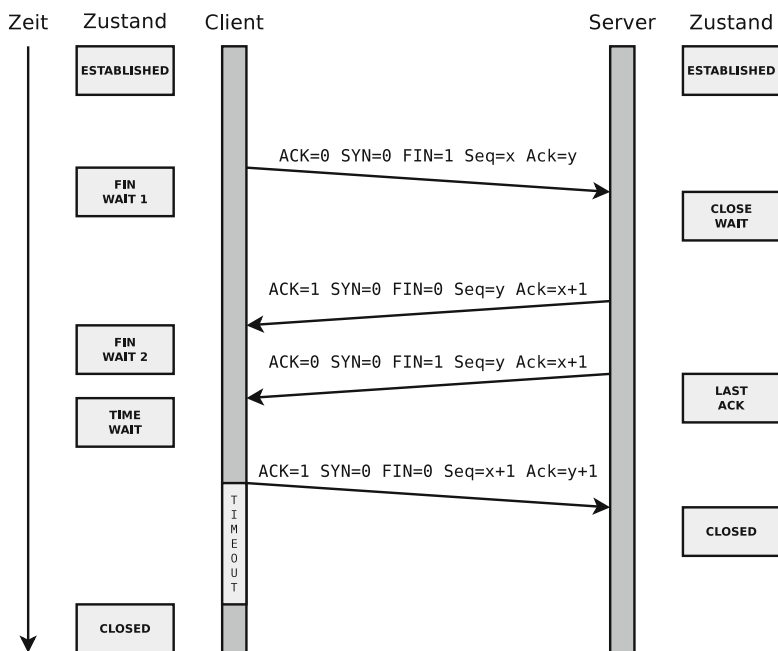 Zeit Zustand Client Server Zustand
ESTABLISHED ESTABLISHED
ACK=0 SYN=0 FIN=1 Seq=x Ack=y
FIN
WAIT 1
CLOSE
WAIT
ACK=1 SYN=0 FIN=0 Seq=y Ack=x+1
FIN
WAIT 2
ACK=0 SYN=0 FIN=1 Seq=y Ack=x+1
LAST
ACK
TIME
WAIT
ACK=1 SYN=0 FIN=0 Seq=x+1 Ack=y+1
TIMEOUT
CLOSED
CLOSED